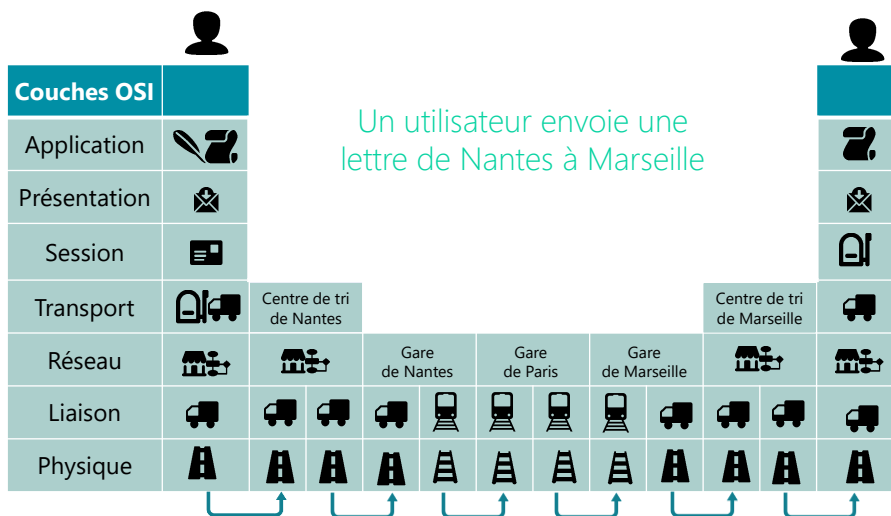 Couches OSI
Un utilisateur envoie une
lettre de Nantes à Marseille
Application
Présentation
Session
Transport
Centre de tri
de Nantes
Centre de tri
de Marseille
Réseau
Gare
de Nantes
Gare
de Paris
Gare
de Marseille
Liaison
Physique